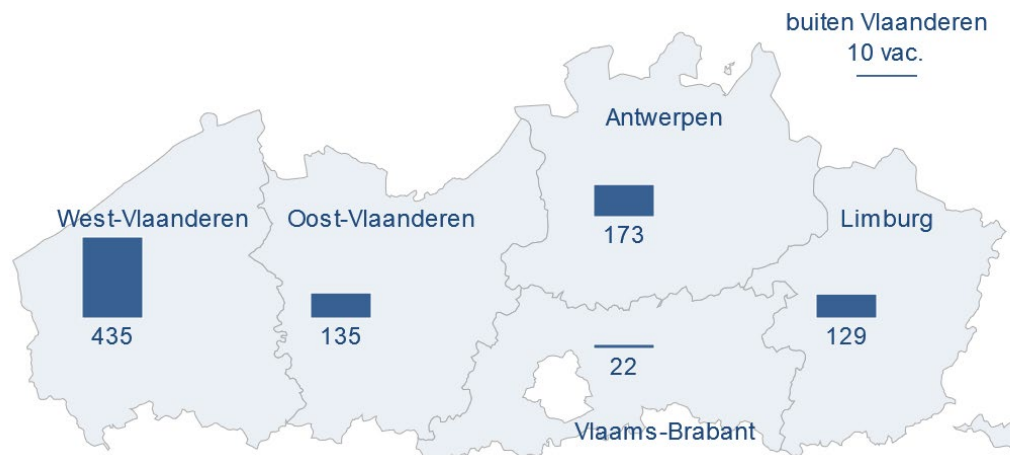 buiten Vlaanderen
10 vac.
Antwerpen
173
West-Vlaanderen
435
Oost-Vlaanderen
135
Limburg
129
22
Vlaams-Brabant